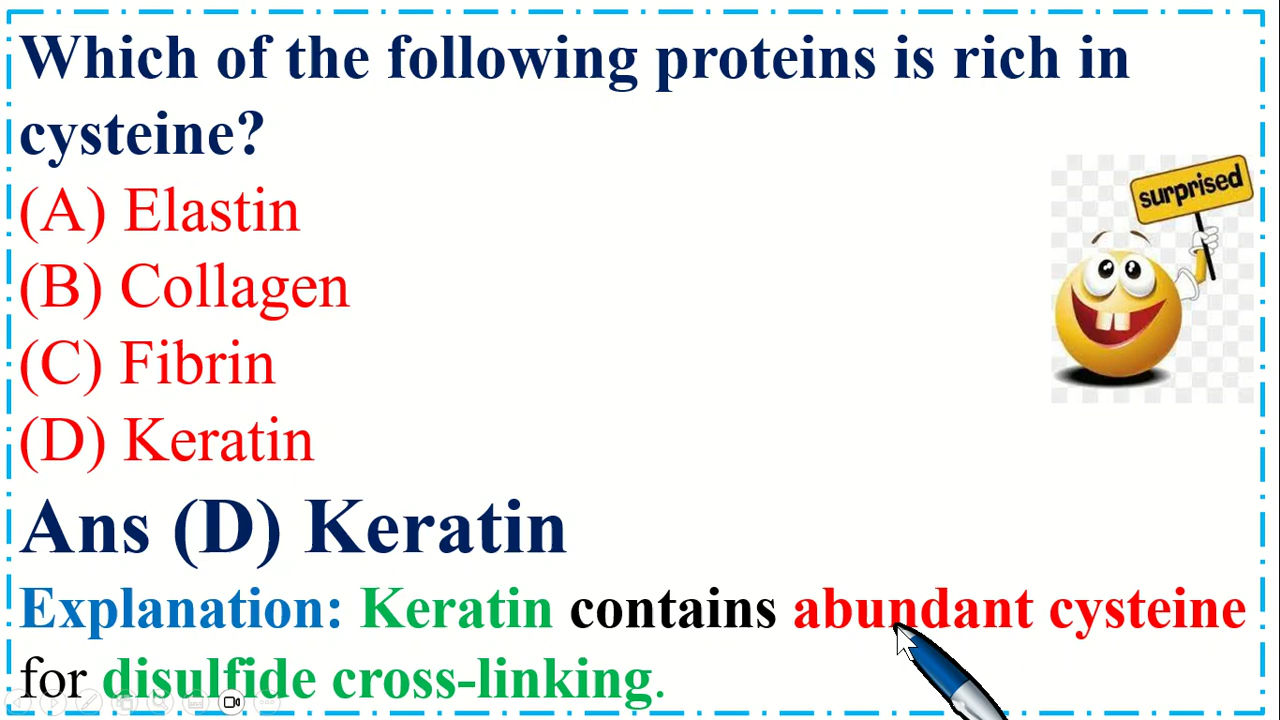 Which of the following proteins is rich in
cysteine?
surprised
(A) Elastin
(B) Collagen
(C) Fibrin
(D) Keratin
Ans (D) Keratin
Explanation: Keratin contains abundant cysteine
for disulfide cross-linking.